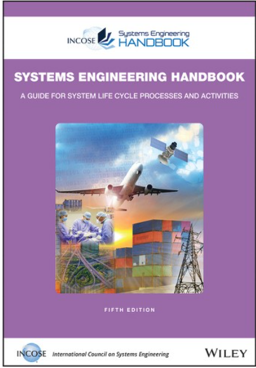 INCOSE Systems Engineering
HANDBOOK
SYSTEMS ENGINEERING HANDBOOK
A GUIDE FOR SYSTEM LIFE CYCLE PROCESSES AND ACTIVITIES
FIFTH EDITION
INCOSE International Council on Systems Engineering WILEY